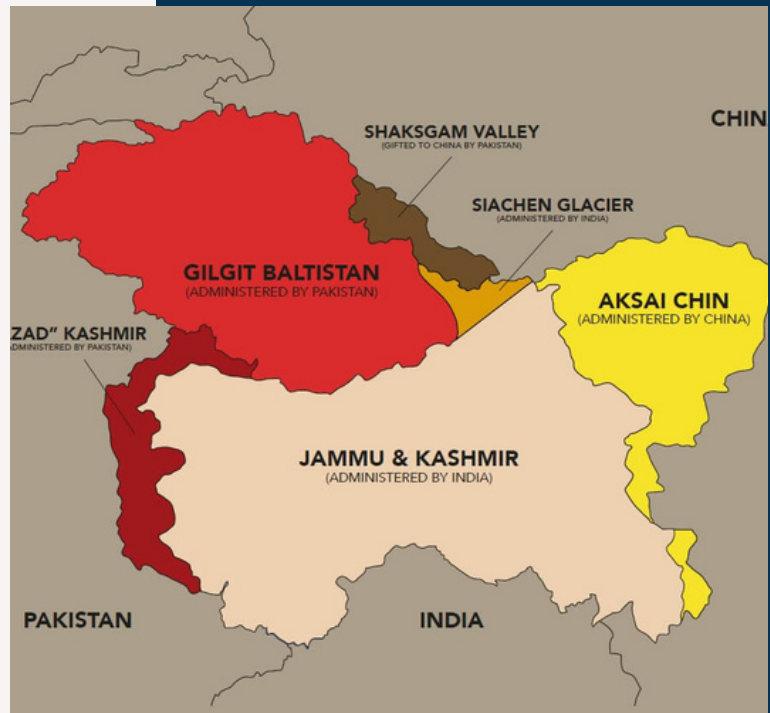 CHIN
SHAKSGAM VALLEY
(GIFTED TO CHINA BY PAKISTAN)
SIACHEN GLACIER
(ADMINISTERED BY INDIA)
GILGIT BALTISTAN
(ADMINISTERED BY PAKISTAN)
AKSAI CHIN
(ADMINISTERED BY CHINA)
ZAD” KASHMIR
DMINISTERED BY PAKISTAN)
JAMMU & KASHMIR
(ADMINISTERED BY INDIA)
PAKISTAN
INDIA